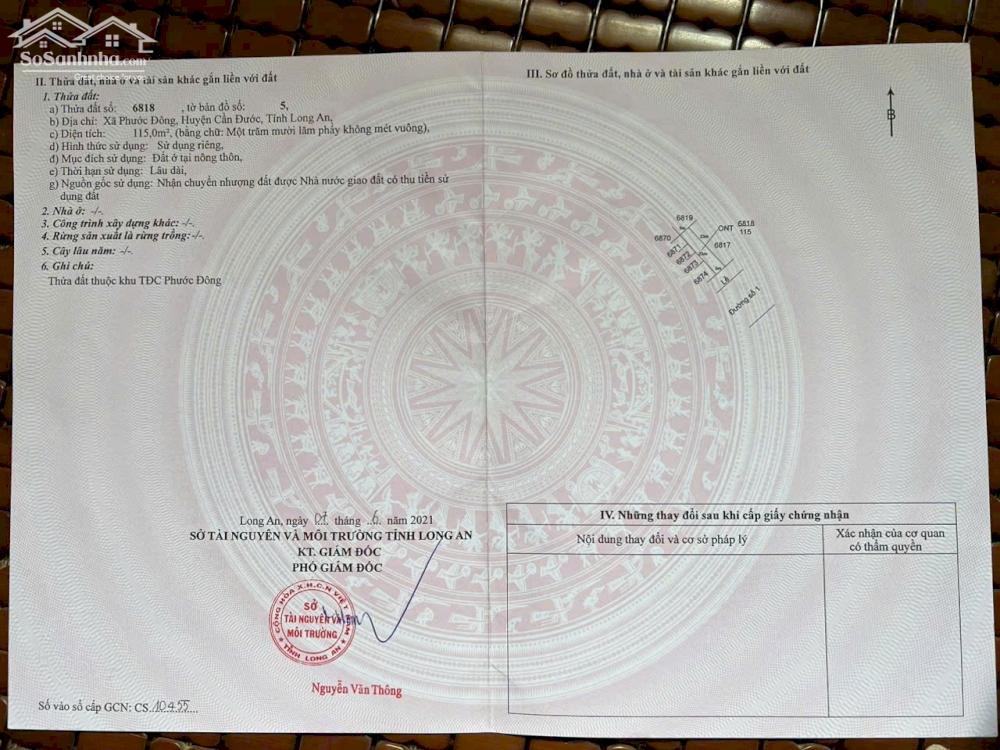 SoSanhnha.com
II. Thửa đất, nhà ở và tài sản khác gắn liền với đất
1. Thửa đất:
a) Thửa đất số: 6818 , tờ bản đồ số: 5,
b) Địa chỉ: Xã Phước Đông, Huyện Cần Đước, Tỉnh Long An,
c) Diện tích: 115,0m², (bằng chữ: Một trăm mười lăm phẩy không mét vuông),
d) Hình thức sử dụng: Sử dụng riêng,
đ) Mục đích sử dụng: Đất ở tại nông thôn,
e) Thời hạn sử dụng: Lâu dài,
g) Nguồn gốc sử dụng: Nhận chuyển nhượng đất được Nhà nước giao đất có thu tiền sử
dụng đất
2. Nhà ở: -/-.
3. Công trình xây dựng khác: -/-.
4. Rừng sản xuất là rừng trồng: -/-.
5. Cây lâu năm: -/-.
6. Ghi chú:
Thửa đất thuộc khu TĐC Phước Đông
Long An, ngày 07 tháng 6 năm 2021
SỞ TÀI NGUYÊN VÀ MÔI TRƯỜNG TỈNH LONG AN
KT. GIÁM ĐỐC
PHÓ GIÁM ĐỐC
CỘNG HÒA X.H.C.N VIỆT NAM
SỞ
TÀI NGUYÊN VÀ
MÔI TRƯỜNG
TỈNH LONG AN
Nguyễn Văn Thông
Số vào sổ cấp GCN: CS 10455
III. Sơ đồ thửa đất, nhà ở và tài sản khác gắn liền với đất
B
6819
6870
6871
6872
6873
6874
ONT 6818
115
6817
Lề
Đường số 1
IV. Những thay đổi sau khi cấp giấy chứng nhận
Nội dung thay đổi và cơ sở pháp lý
Xác nhận của cơ quan
có thẩm quyền